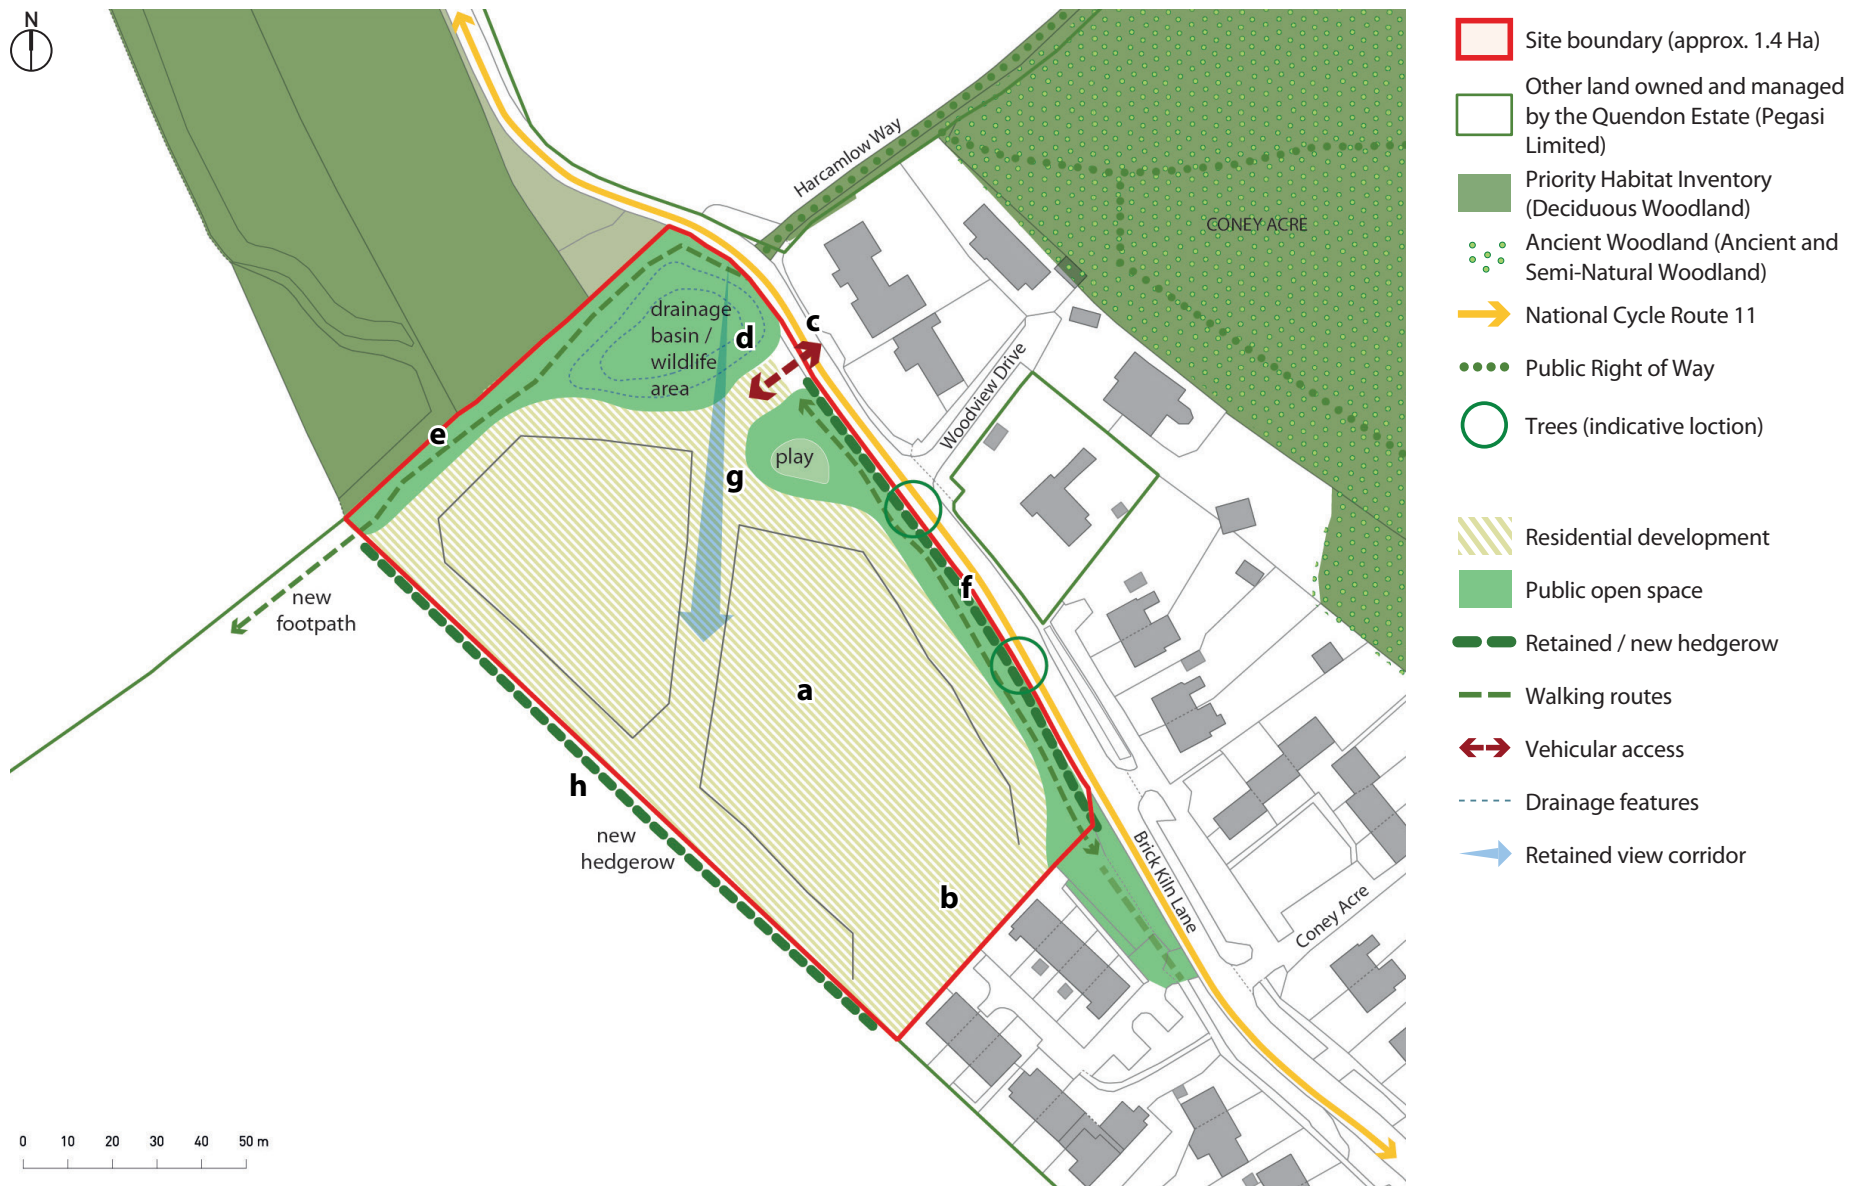 N
Harcamlow Way
CONEY ACRE
drainage
basin /
wildlife
area
d
c
Woodview Drive
e
play
g
f
new
footpath
a
h
new
hedgerow
b
Brick Kiln Lane
Coney Acre
0 10 20 30 40 50 m
Site boundary (approx. 1.4 Ha)
Other land owned and managed
by the Quendon Estate (Pegasi
Limited)
Priority Habitat Inventory
(Deciduous Woodland)
Ancient Woodland (Ancient and
Semi-Natural Woodland)
National Cycle Route 11
Public Right of Way
Trees (indicative loction)
Residential development
Public open space
Retained / new hedgerow
Walking routes
Vehicular access
Drainage features
Retained view corridor